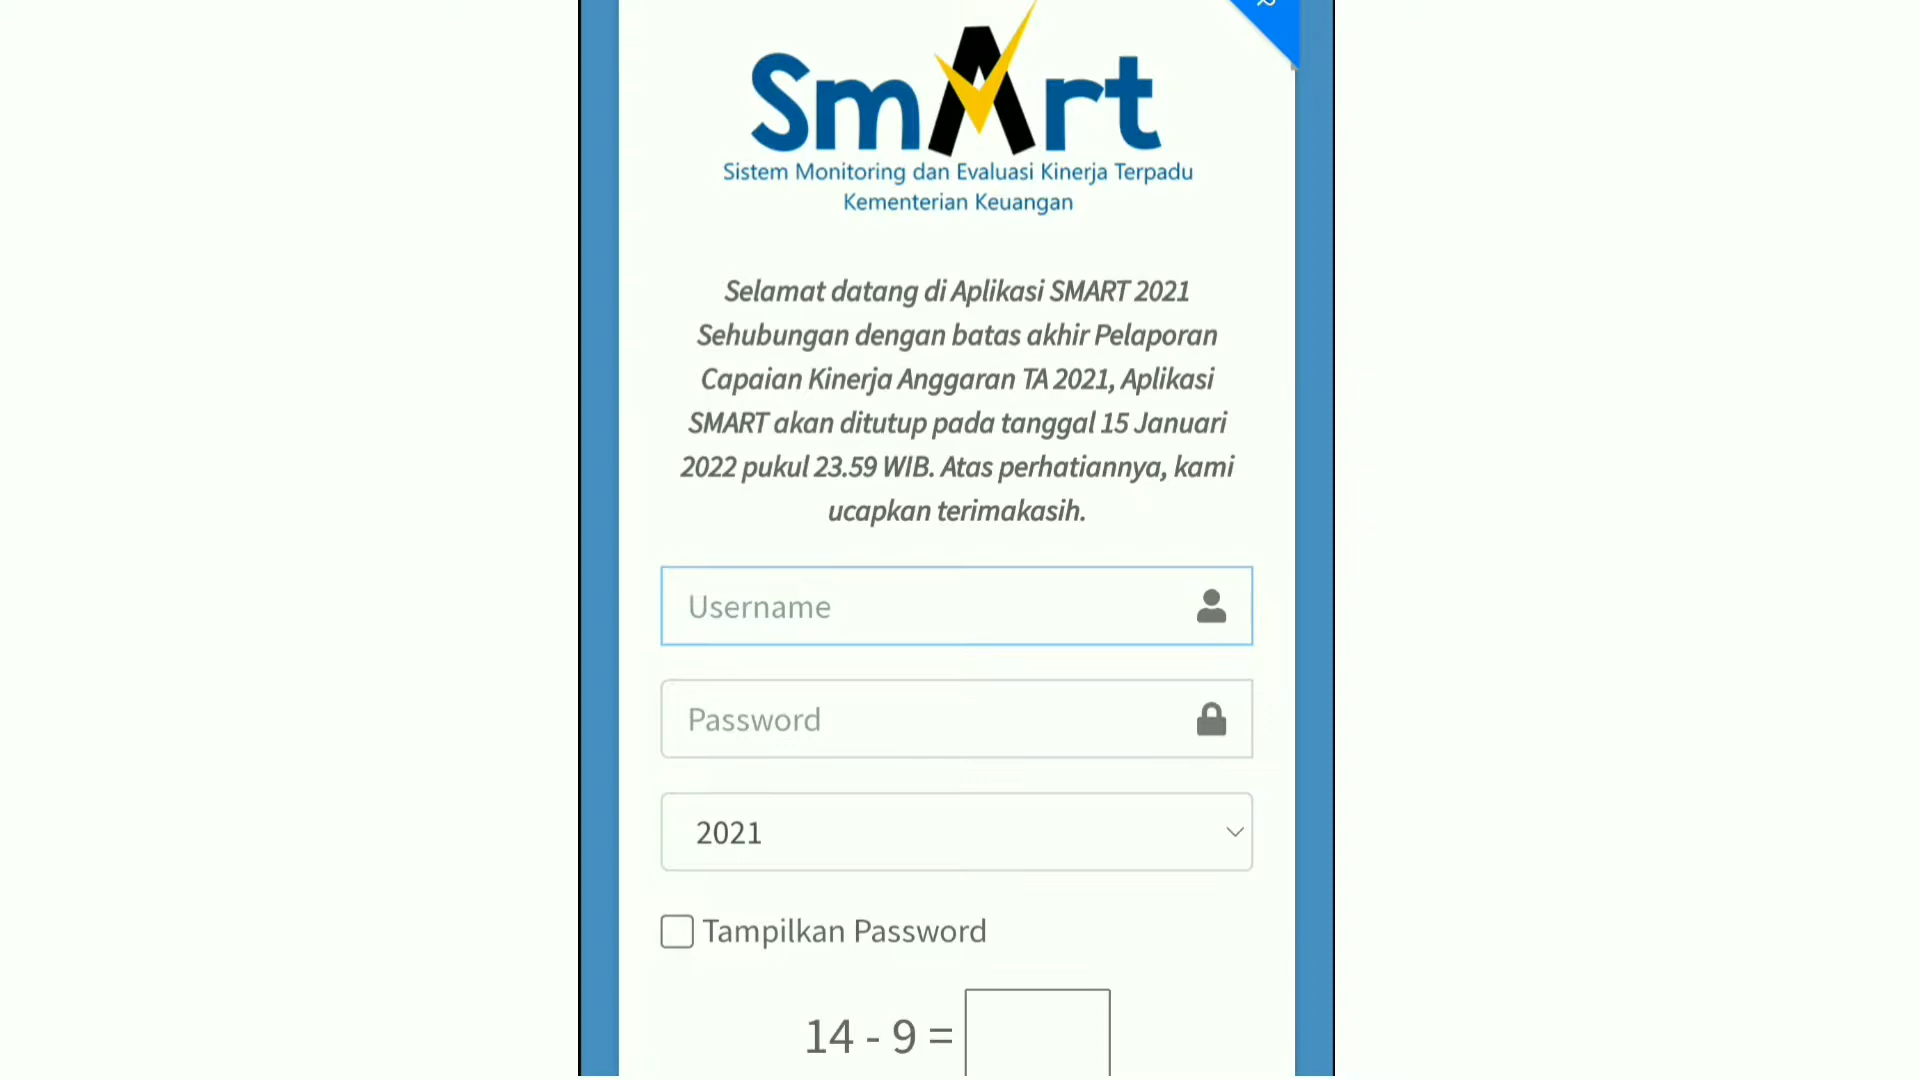 SmArt
Sistem Monitoring dan Evaluasi Kinerja Terpadu
Kementerian Keuangan
Selamat datang di Aplikasi SMART 2021
Sehubungan dengan batas akhir Pelaporan
Capaian Kinerja Anggaran TA 2021, Aplikasi
SMART akan ditutup pada tanggal 15 Januari
2022 pukul 23.59 WIB. Atas perhatiannya, kami
ucapkan terimakasih.
Username
Password
2021
Tampilkan Password
14 - 9 =